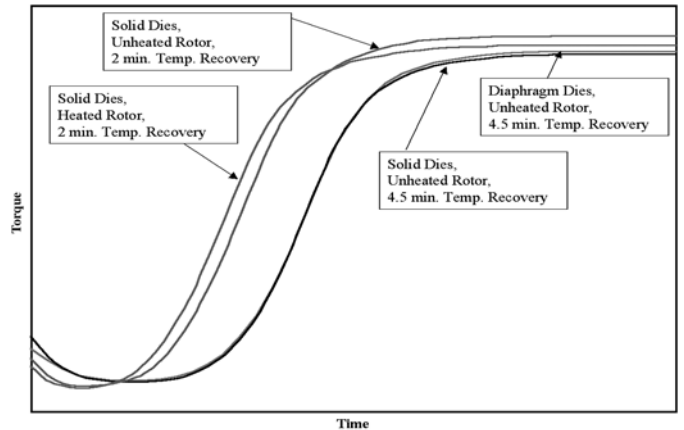 Solid Dies,
Unheated Rotor,
2 min. Temp. Recovery
Solid Dies,
Heated Rotor,
2 min. Temp. Recovery
Diaphragm Dies,
Unheated Rotor,
4.5 min. Temp. Recovery
Solid Dies,
Unheated Rotor,
4.5 min. Temp. Recovery
Torque
Time